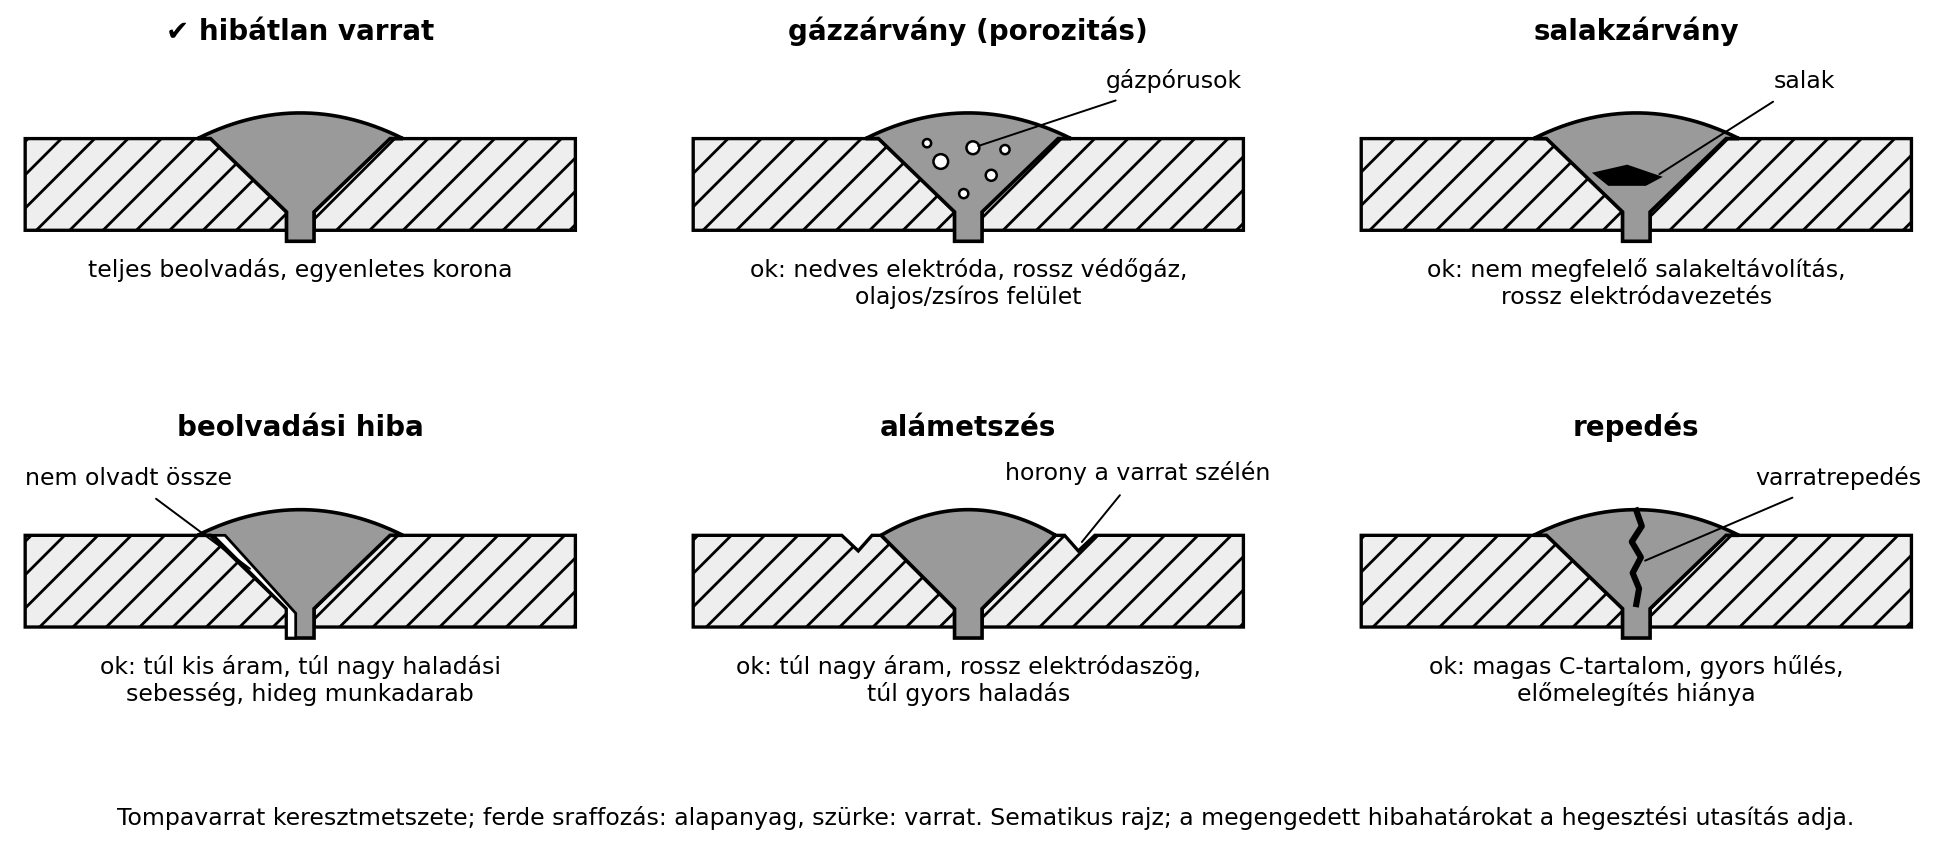 ✔ hibátlan varrat
teljes beolvadás, egyenletes korona
gázzárvány (porozitás)
gázpórusok
ok: nedves elektróda, rossz védőgáz,
olajos/zsíros felület
salakzárvány
salak
ok: nem megfelelő salakeltávolítás,
rossz elektródavezetés
beolvadási hiba
nem olvadt össze
ok: túl kis áram, túl nagy haladási
sebesség, hideg munkadarab
alámetszés
horony a varrat szélén
ok: túl nagy áram, rossz elektródaszög,
túl gyors haladás
repedés
varratrepedés
ok: magas C-tartalom, gyors hűlés,
előmelegítés hiánya
Tompavarrat keresztmetszete; ferde sraffozás: alapanyag, szürke: varrat. Sematikus rajz; a megengedett hibahatárokat a hegesztési utasítás adja.